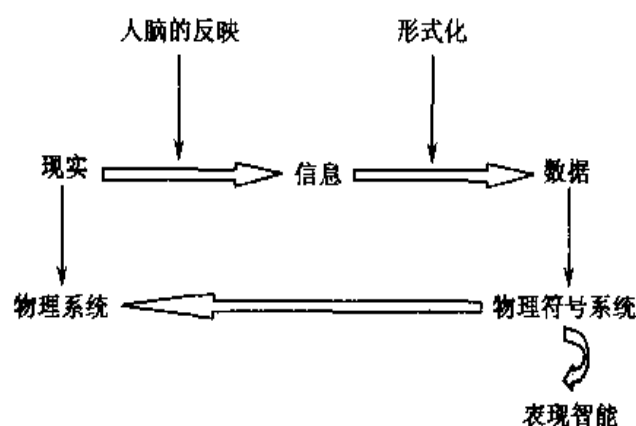 人脑的反映
形式化
现实
信息
数据
物理系统
物理符号系统
表现智能